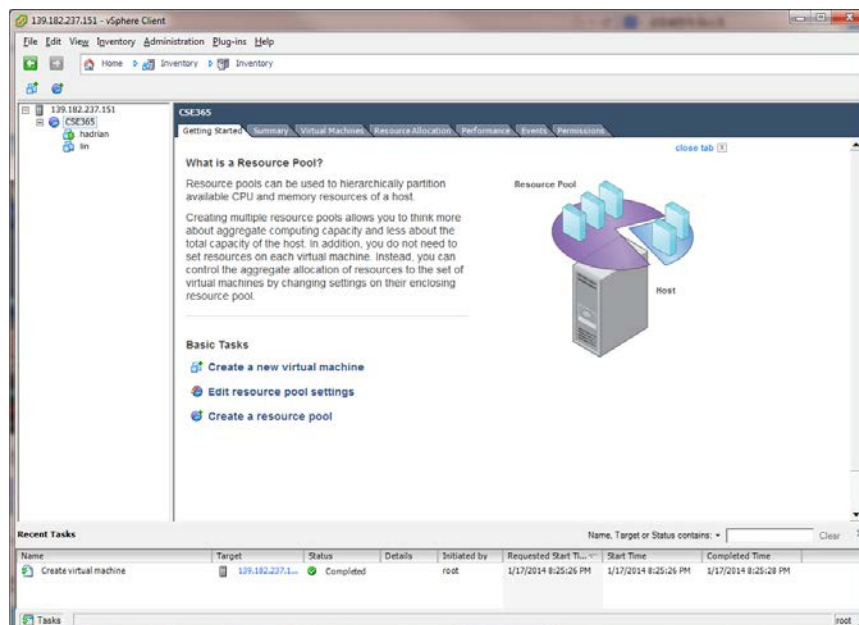 139.182.237.151 - vSphere Client
File Edit View Inventory Administration Plug-ins Help
Home Inventory Inventory
139.182.237.151
CSE365
hadrian
lin
CSE365
Getting Started Summary Virtual Machines Resource Allocation Performance Events Permissions
close tab
What is a Resource Pool?
Resource pools can be used to hierarchically partition
available CPU and memory resources of a host.
Creating multiple resource pools allows you to think more
about aggregate computing capacity and less about the
total capacity of the host. In addition, you do not need to
set resources on each virtual machine. Instead, you can
control the aggregate allocation of resources to the set of
virtual machines by changing settings on their enclosing
resource pool.
Resource Pool
Host
Basic Tasks
Create a new virtual machine
Edit resource pool settings
Create a resource pool
Recent Tasks
Name, Target or Status contains: Clear
Name Target Status Details Initiated by Requested Start Ti... Start Time Completed Time
Create virtual machine 139.182.237.1... Completed root 1/17/2014 8:25:26 PM 1/17/2014 8:25:26 PM 1/17/2014 8:25:28 PM
Tasks root